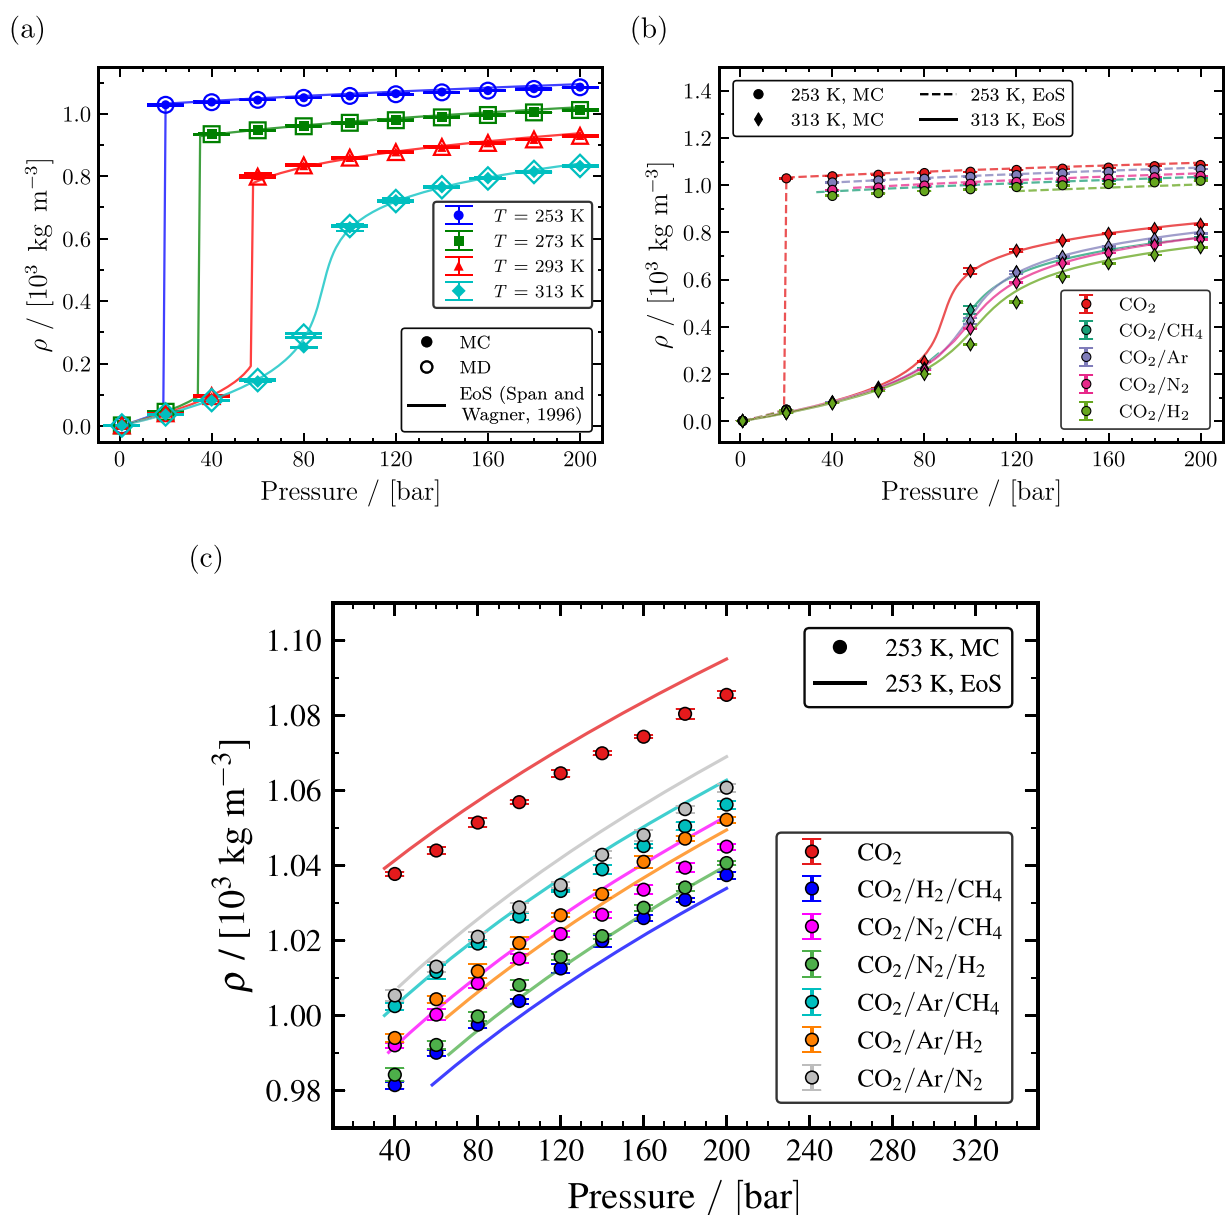 (a)
1.0
0.8
0.6
0.4
0.2
0.0
ρ / [10³ kg m⁻³]
0 40 80 120 160 200
Pressure / [bar]
T = 253 K
T = 273 K
T = 293 K
T = 313 K
MC
MD
EoS (Span and
Wagner, 1996)
(b)
1.4
1.2
1.0
0.8
0.6
0.4
0.2
0.0
ρ / [10³ kg m⁻³]
0 40 80 120 160 200
Pressure / [bar]
253 K, MC 253 K, EoS
313 K, MC 313 K, EoS
CO₂
CO₂/CH₄
CO₂/Ar
CO₂/N₂
CO₂/H₂
(c)
1.10
1.08
1.06
1.04
1.02
1.00
0.98
ρ / [10³ kg m⁻³]
40 80 120 160 200 240 280 320
Pressure / [bar]
253 K, MC
253 K, EoS
CO₂
CO₂/H₂/CH₄
CO₂/N₂/CH₄
CO₂/N₂/H₂
CO₂/Ar/CH₄
CO₂/Ar/H₂
CO₂/Ar/N₂